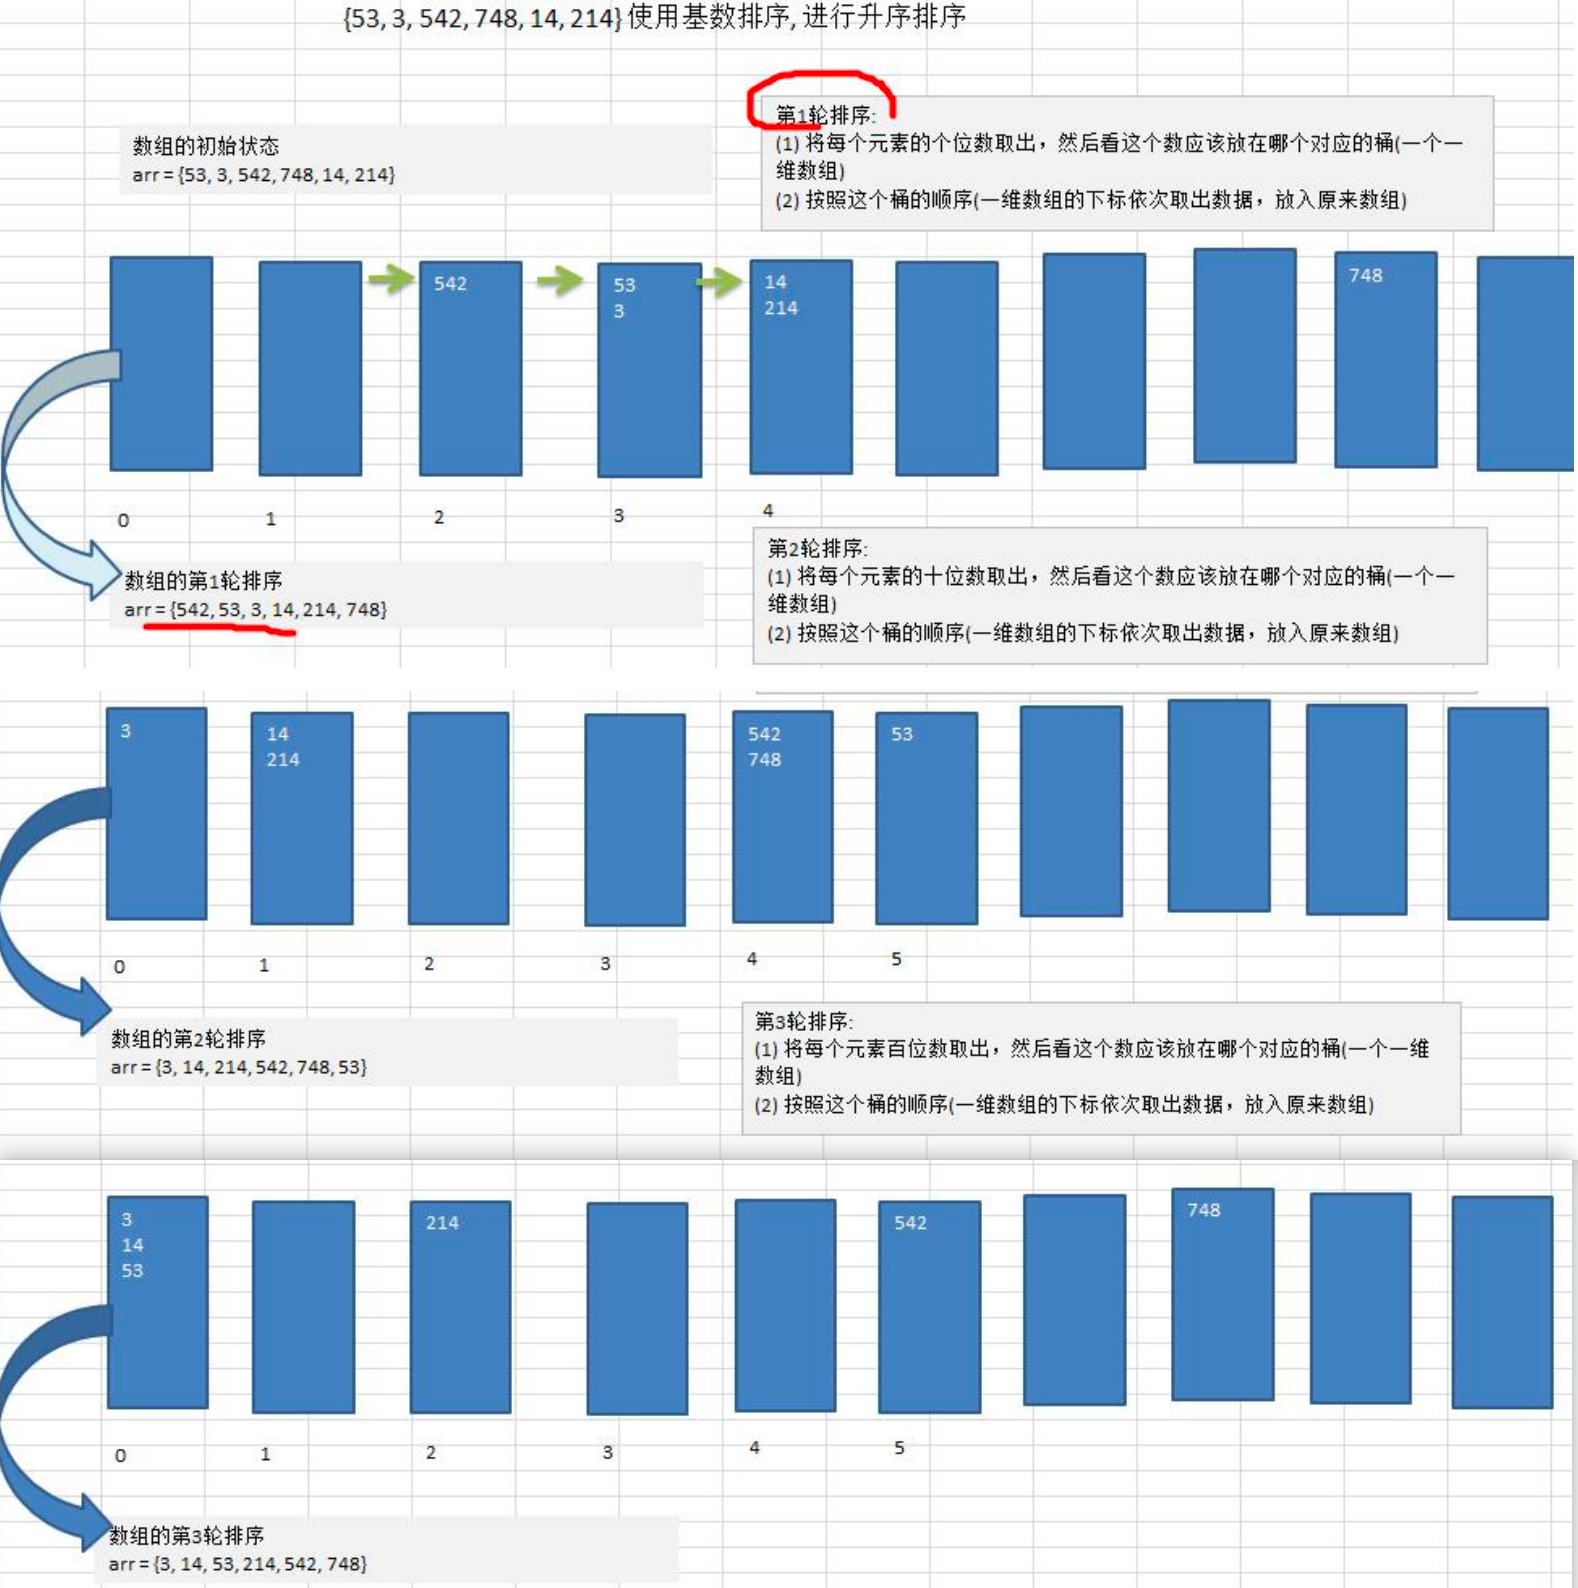 {53, 3, 542, 748, 14, 214} 使用基数排序, 进行升序排序
第1轮排序:
(1) 将每个元素的个位数取出，然后看这个数应该放在哪个对应的桶(一个一
维数组)
(2) 按照这个桶的顺序(一维数组的下标依次取出数据，放入原来数组)
数组的初始状态
arr = {53, 3, 542, 748, 14, 214}
542
53
3
14
214
748
0
1
2
3
4
数组的第1轮排序
arr = {542, 53, 3, 14, 214, 748}
第2轮排序:
(1) 将每个元素的十位数取出，然后看这个数应该放在哪个对应的桶(一个一
维数组)
(2) 按照这个桶的顺序(一维数组的下标依次取出数据，放入原来数组)
3
14
214
542
748
53
0
1
2
3
4
5
数组的第2轮排序
arr = {3, 14, 214, 542, 748, 53}
第3轮排序:
(1) 将每个元素百位数取出，然后看这个数应该放在哪个对应的桶(一个一维
数组)
(2) 按照这个桶的顺序(一维数组的下标依次取出数据，放入原来数组)
3
14
53
214
542
748
0
1
2
3
4
5
数组的第3轮排序
arr = {3, 14, 53, 214, 542, 748}